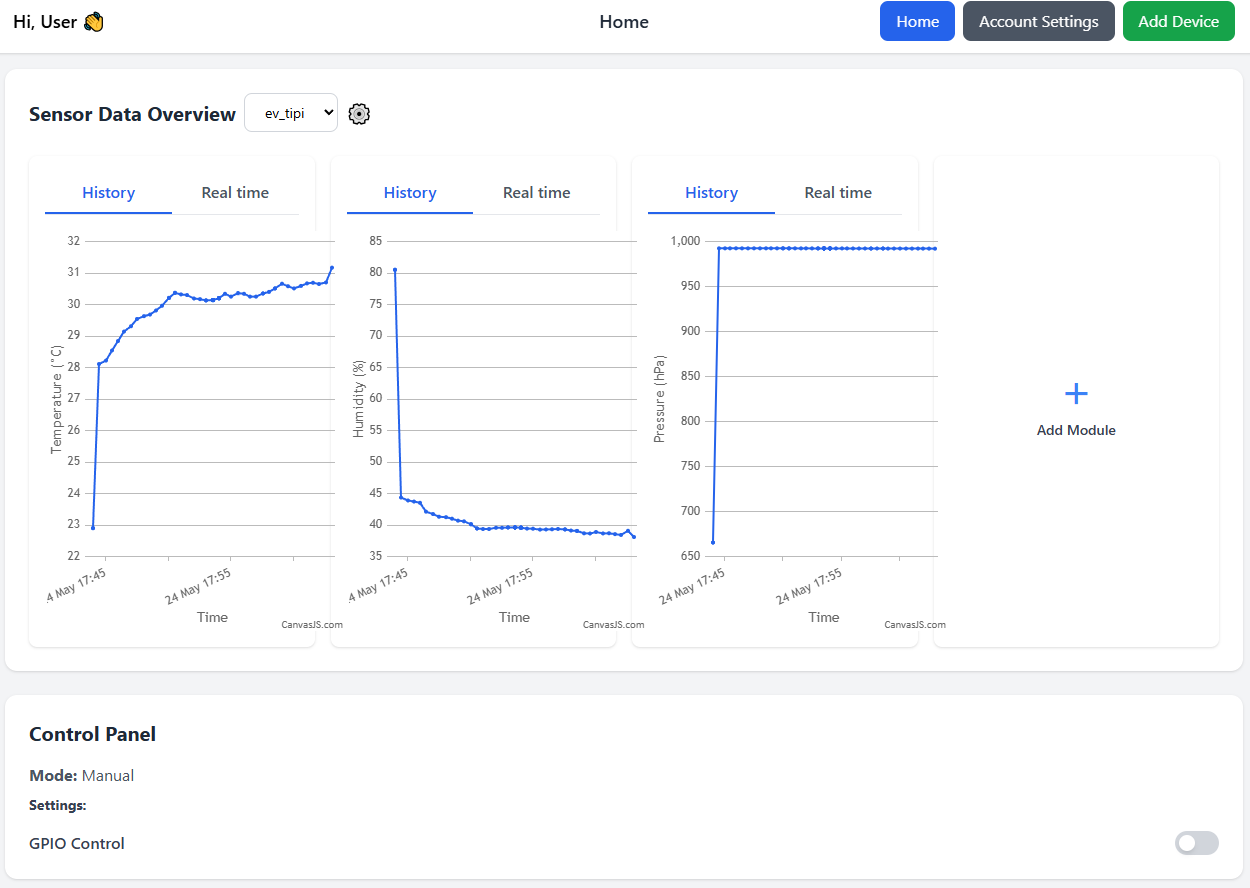 Hi, User 👋 Home Home Account Settings Add Device
Sensor Data Overview ev_tipi
History Real time
32
31
30
29
28
27
26
25
24
23
22
Temperature (°C)
4 May 17:45 24 May 17:55
Time
CanvasJS.com
History Real time
85
80
75
70
65
60
55
50
45
40
35
Humidity (%)
4 May 17:45 24 May 17:55
Time
CanvasJS.com
History Real time
1,000
950
900
850
800
750
700
650
Pressure (hPa)
24 May 17:45 24 May 17:55
Time
CanvasJS.com
Add Module
Control Panel
Mode: Manual
Settings:
GPIO Control